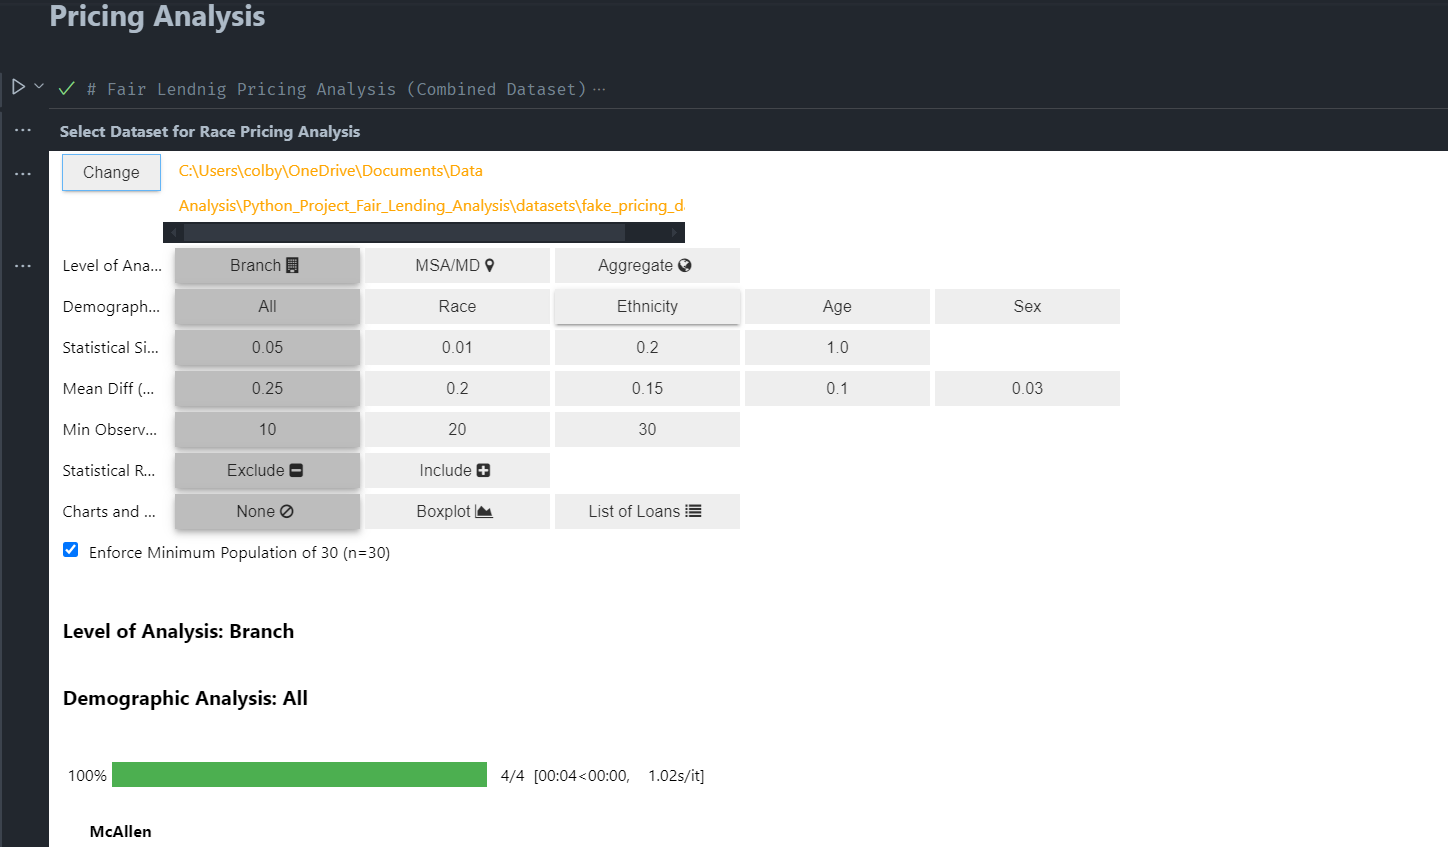 Pricing Analysis
# Fair Lendnig Pricing Analysis (Combined Dataset) ···
Select Dataset for Race Pricing Analysis
Change
C:\Users\colby\OneDrive\Documents\Data
Analysis\Python_Project_Fair_Lending_Analysis\datasets\fake_pricing_d
Level of Ana... Branch MSA/MD Aggregate
Demograph... All Race Ethnicity Age Sex
Statistical Si... 0.05 0.01 0.2 1.0
Mean Diff (... 0.25 0.2 0.15 0.1 0.03
Min Observ... 10 20 30
Statistical R... Exclude Include
Charts and ... None Boxplot List of Loans
Enforce Minimum Population of 30 (n=30)
Level of Analysis: Branch
Demographic Analysis: All
100% 4/4 [00:04<00:00, 1.02s/it]
McAllen